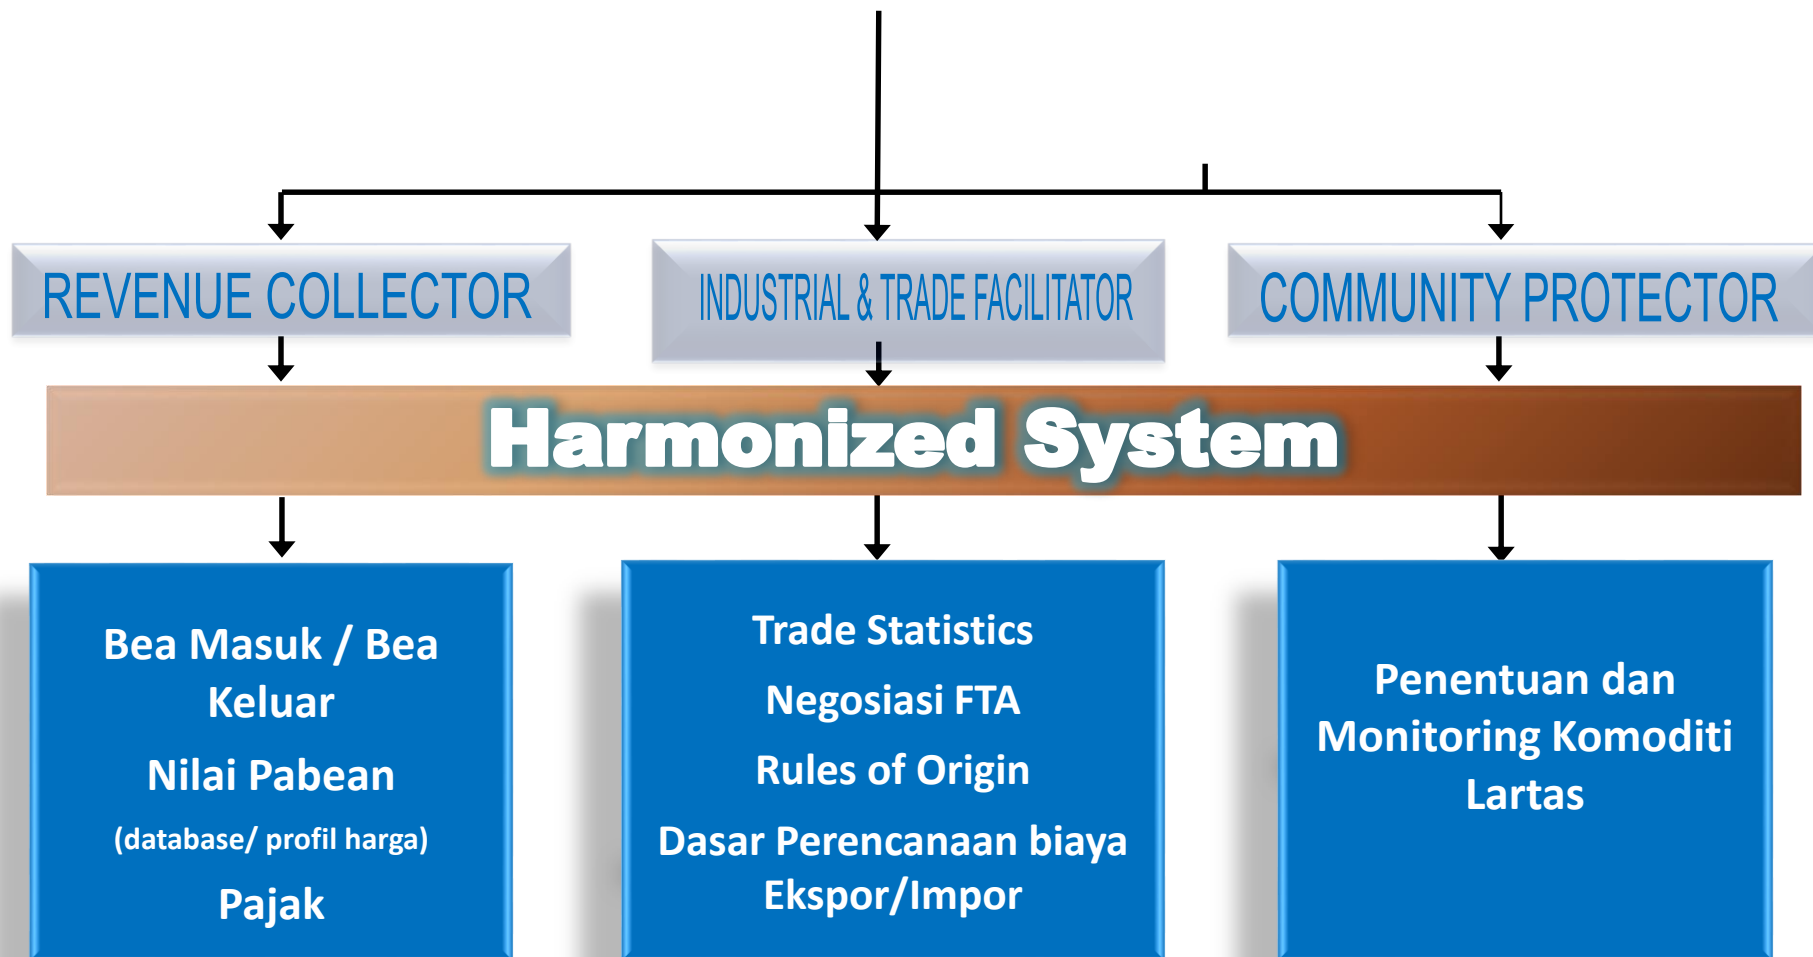 REVENUE COLLECTOR
INDUSTRIAL & TRADE FACILITATOR
COMMUNITY PROTECTOR
Harmonized System
Bea Masuk / Bea
Keluar
Nilai Pabean
(database/ profil harga)
Pajak
Trade Statistics
Negosiasi FTA
Rules of Origin
Dasar Perencanaan biaya
Ekspor/Impor
Penentuan dan
Monitoring Komoditi
Lartas